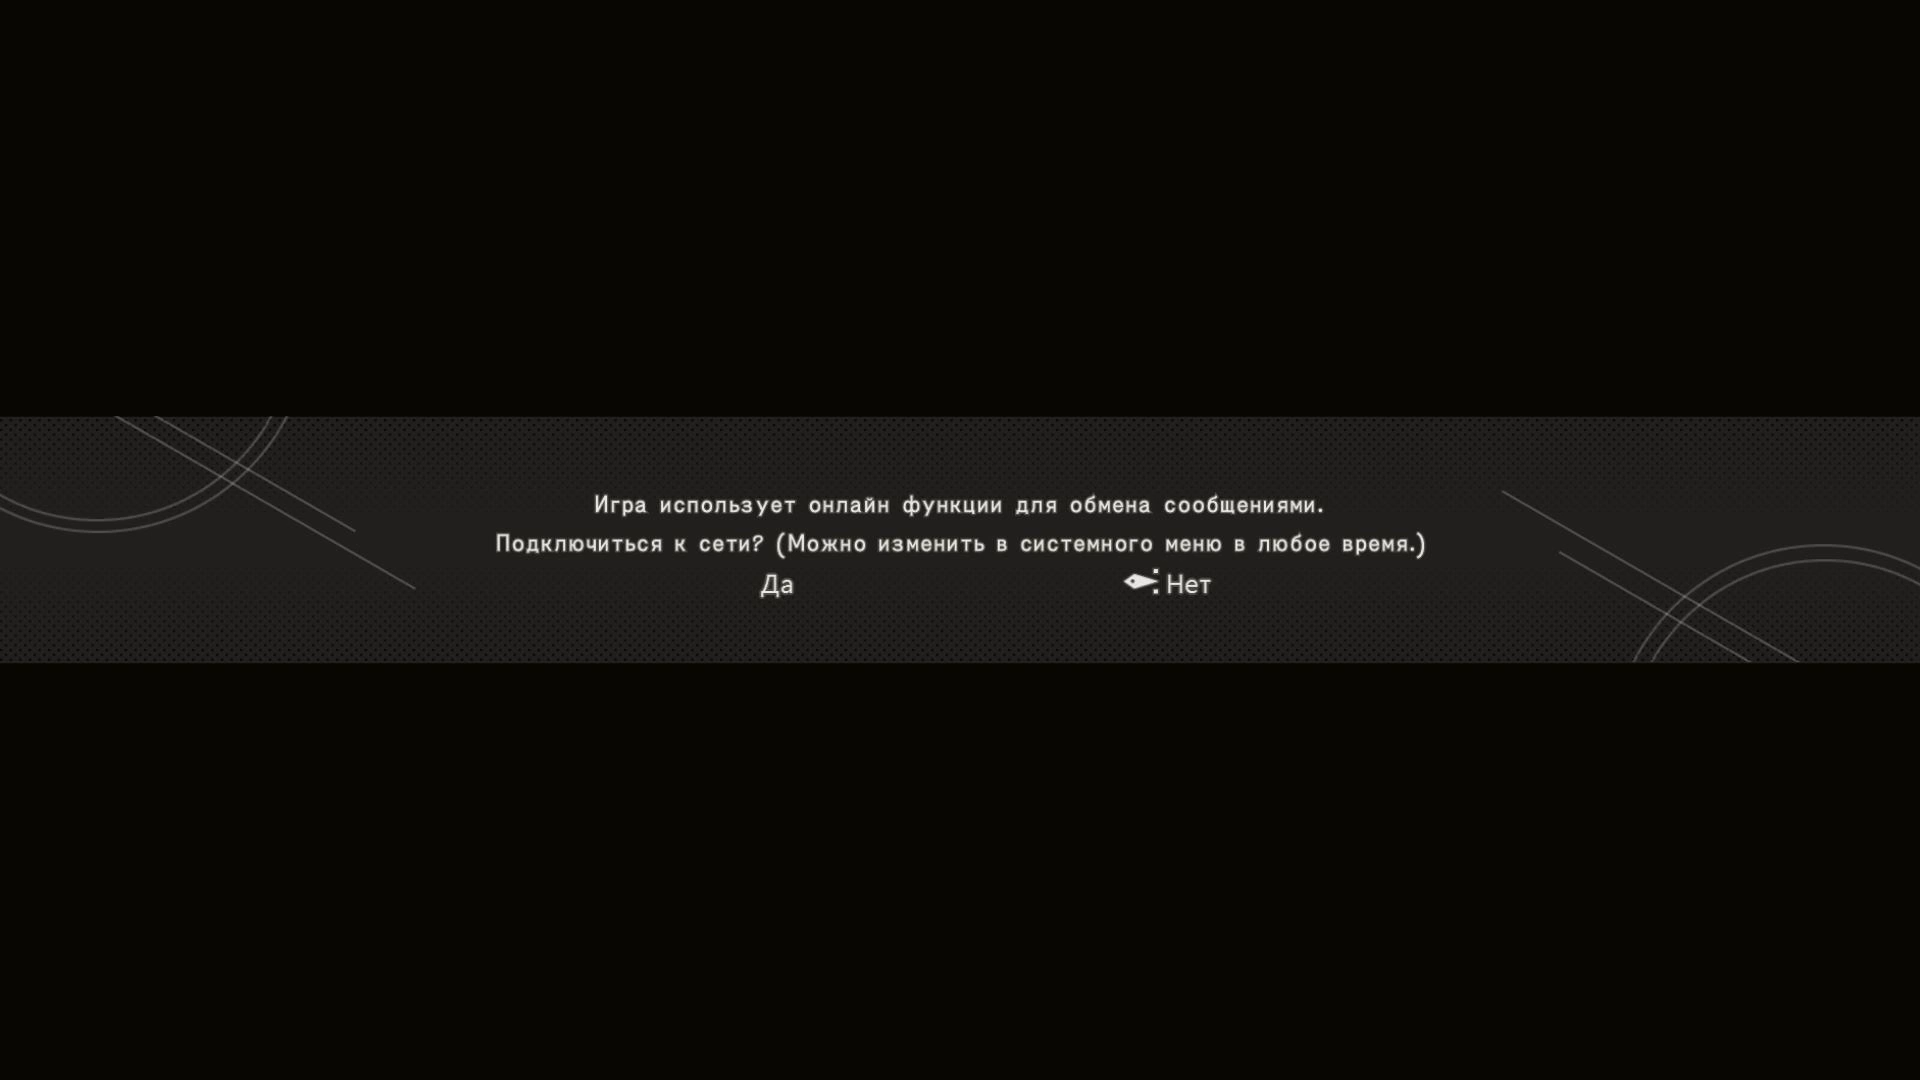 Игра использует онлайн функции для обмена сообщениями.
Подключиться к сети? (Можно изменить в системного меню в любое время.)
Да Нет